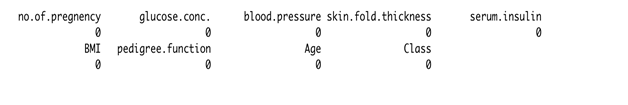 no.of.pregnency glucose.conc. blood.pressure skin.fold.thickness serum.insulin
0 0 0 0 0
BMI pedigree.function Age Class
0 0 0 0